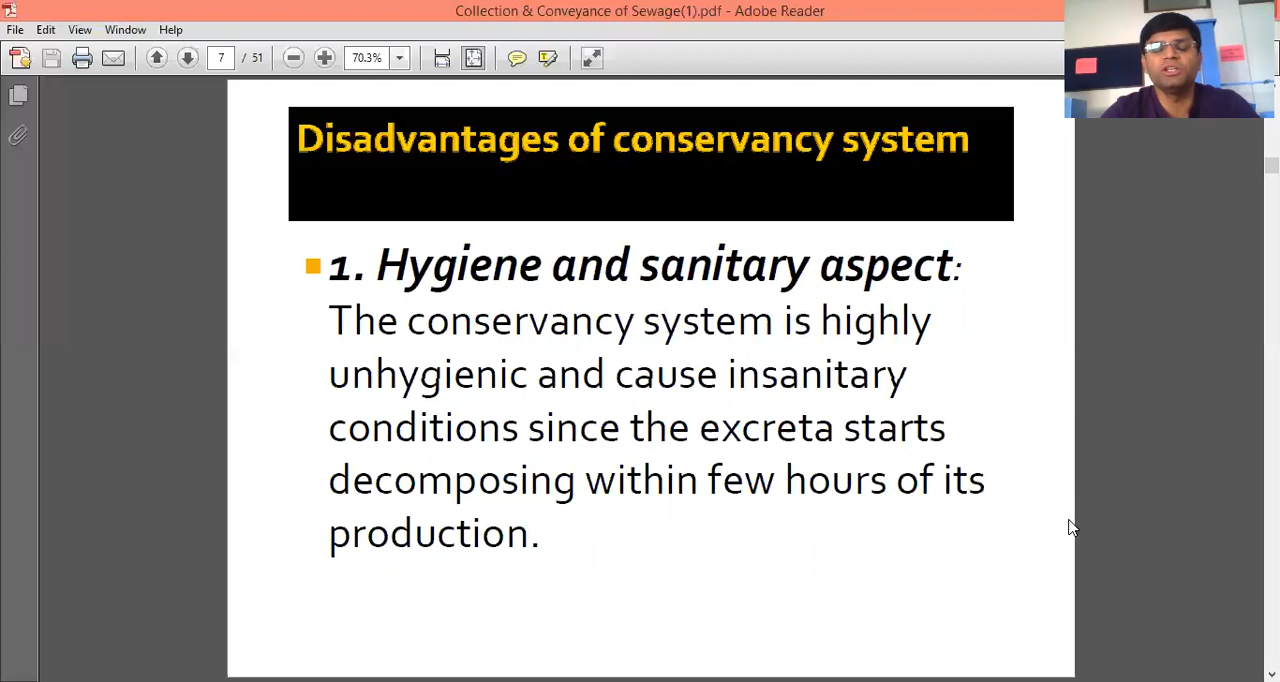 Collection & Conveyance of Sewage(1).pdf - Adobe Reader
File Edit View Window Help
7 / 51 70.3%
Disadvantages of conservancy system
1. Hygiene and sanitary aspect:
The conservancy system is highly
unhygienic and cause insanitary
conditions since the excreta starts
decomposing within few hours of its
production.